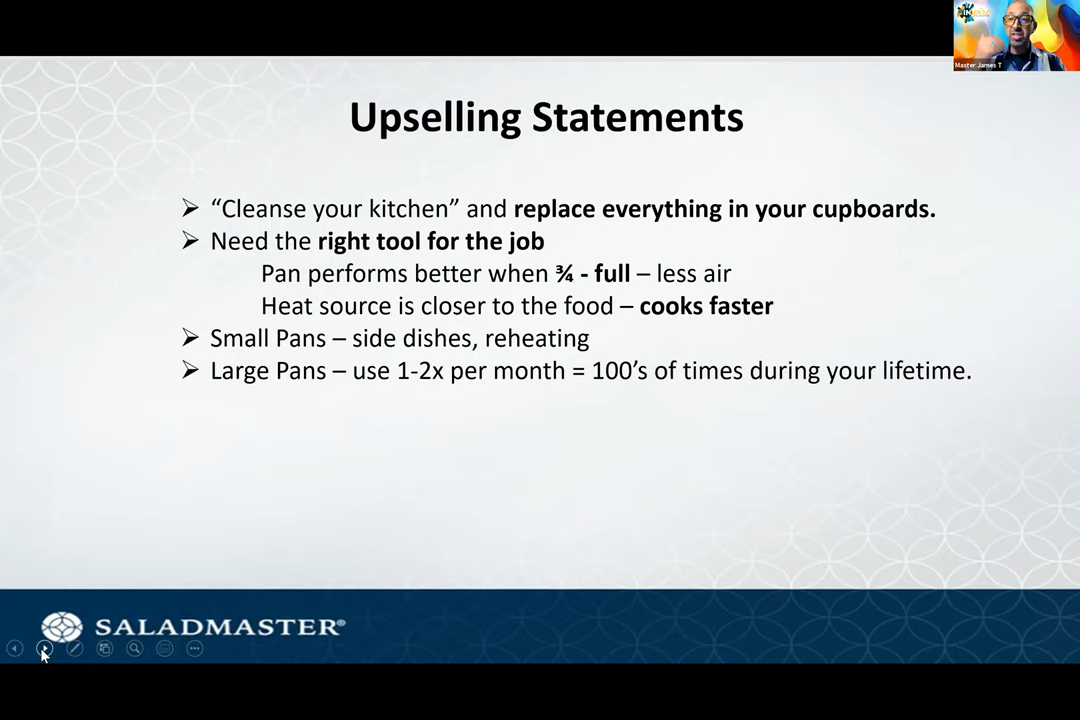 Master James T
Upselling Statements
➢ “Cleanse your kitchen” and replace everything in your cupboards.
➢ Need the right tool for the job
Pan performs better when ¾ - full – less air
Heat source is closer to the food – cooks faster
➢ Small Pans – side dishes, reheating
➢ Large Pans – use 1-2x per month = 100’s of times during your lifetime.
SALADMASTER®